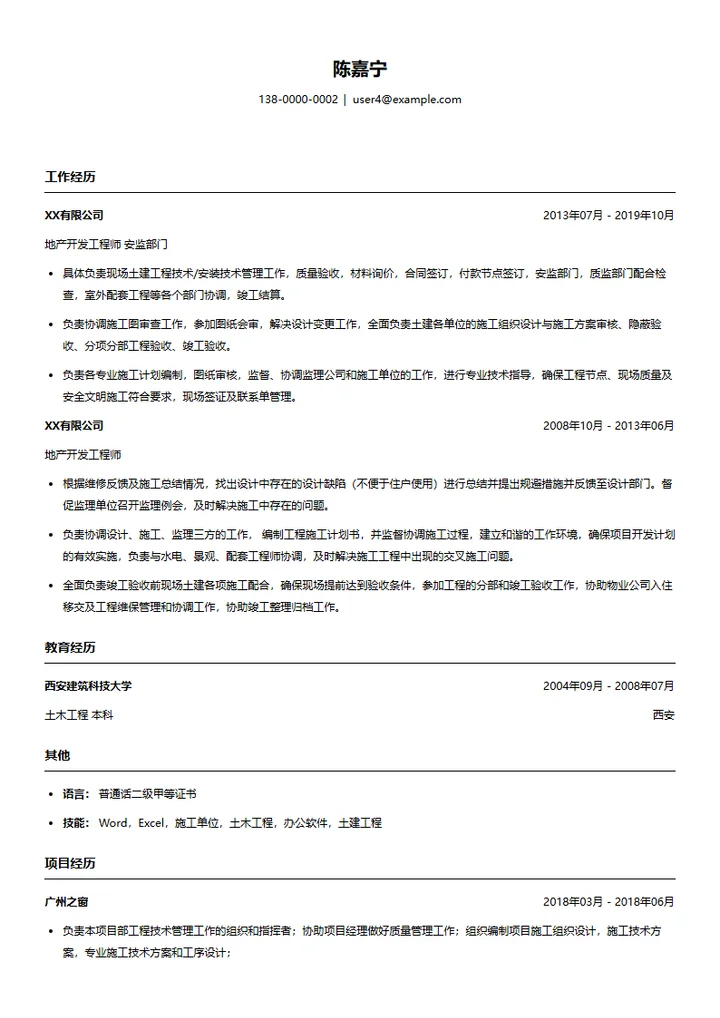 陈嘉宁
138-0000-0002 | user4@example.com
工作经历
XX有限公司 2013年07月 - 2019年10月
地产开发工程师 安监部门
• 具体负责现场土建工程技术/安装技术管理工作，质量验收，材料询价，合同签订，付款节点签订，安监部门，质监部门配合检
查，室外配套工程等各个部门协调，竣工结算。
• 负责协调施工图审查工作，参加图纸会审，解决设计变更工作，全面负责土建各单位的施工组织设计与施工方案审核、隐蔽验
收、分项分部工程验收、竣工验收。
• 负责各专业施工计划编制，图纸审核，监督、协调监理公司和施工单位的工作，进行专业技术指导，确保工程节点、现场质量及
安全文明施工符合要求，现场签证及联系单管理。
XX有限公司 2008年10月 - 2013年06月
地产开发工程师
• 根据维修反馈及施工总结情况，找出设计中存在的设计缺陷（不便于住户使用）进行总结并提出规避措施并反馈至设计部门。督
促监理单位召开监理例会，及时解决施工中存在的问题。
• 负责协调设计、施工、监理三方的工作， 编制工程施工计划书，并监督协调施工过程，建立和谐的工作环境，确保项目开发计划
的有效实施，负责与水电、景观、配套工程师协调，及时解决施工工程中出现的交叉施工问题。
• 全面负责竣工验收前现场土建各项施工配合，确保现场提前达到验收条件，参加工程的分部和竣工验收工作，协助物业公司入住
移交及工程维保管理和协调工作，协助竣工整理归档工作。
教育经历
西安建筑科技大学 2004年09月 - 2008年07月
土木工程 本科 西安
其他
• 语言： 普通话二级甲等证书
• 技能： Word，Excel，施工单位，土木工程，办公软件，土建工程
项目经历
广州之窗 2018年03月 - 2018年06月
• 负责本项目部工程技术管理工作的组织和指挥者；协助项目经理做好质量管理工作；组织编制项目施工组织设计，施工技术方
案，专业施工技术方案和工序设计；